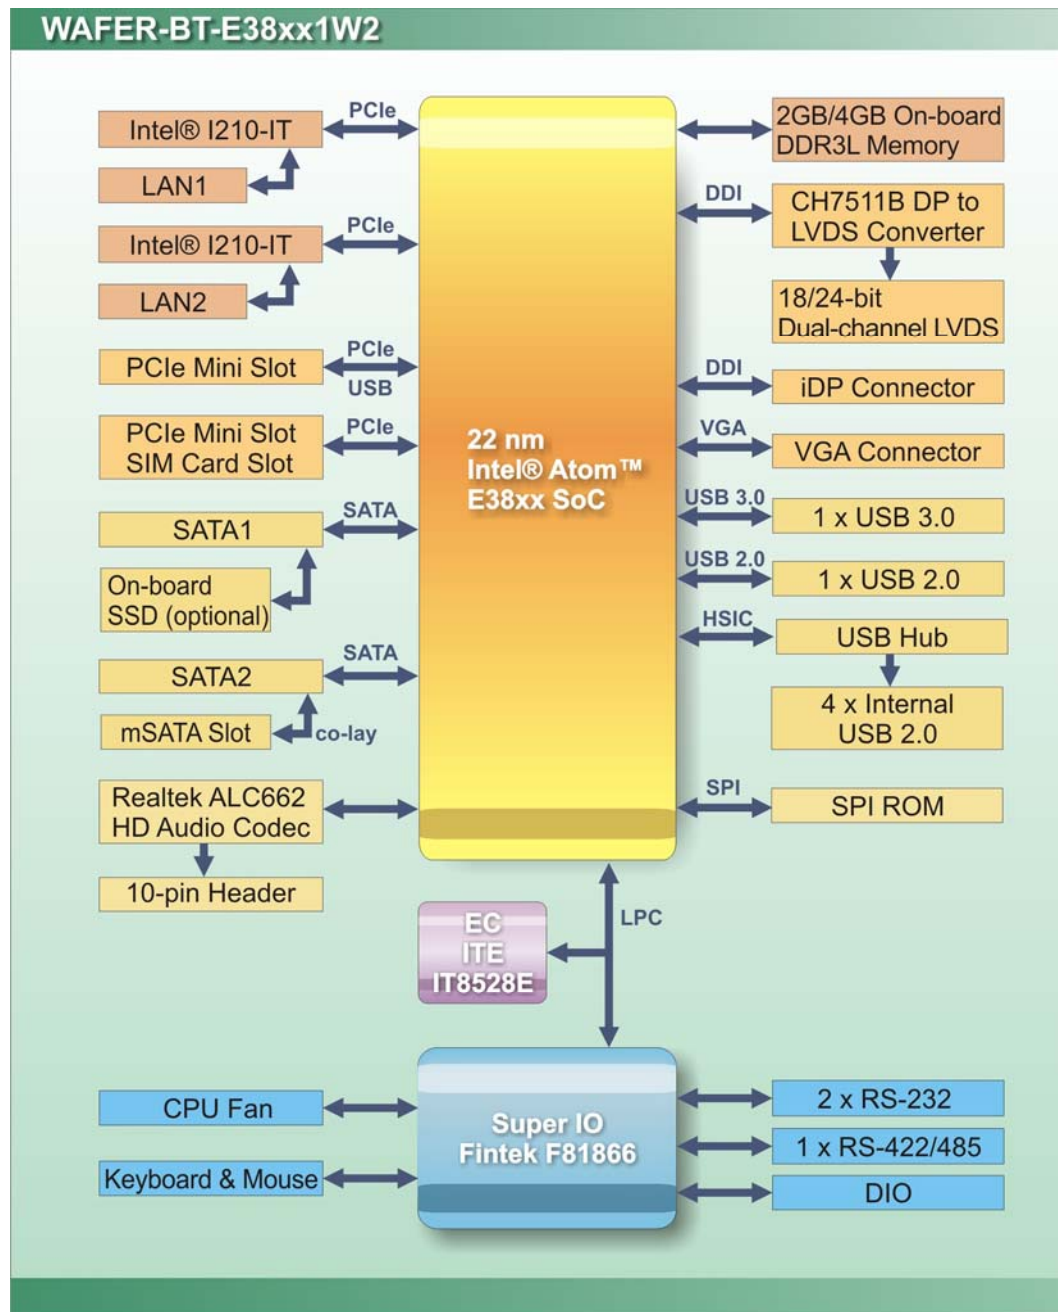 WAFER-BT-E38xx1W2
Intel® I210-IT
PCIe
LAN1
Intel® I210-IT
PCIe
LAN2
PCIe Mini Slot
PCIe
USB
PCIe Mini Slot
SIM Card Slot
PCIe
SATA1
SATA
On-board
SSD (optional)
SATA2
SATA
mSATA Slot
co-lay
Realtek ALC662
HD Audio Codec
10-pin Header
22 nm
Intel® Atom™
E38xx SoC
2GB/4GB On-board
DDR3L Memory
DDI
CH7511B DP to
LVDS Converter
18/24-bit
Dual-channel LVDS
DDI
iDP Connector
VGA
VGA Connector
USB 3.0
1 x USB 3.0
USB 2.0
1 x USB 2.0
HSIC
USB Hub
4 x Internal
USB 2.0
SPI
SPI ROM
LPC
EC
ITE
IT8528E
CPU Fan
Keyboard & Mouse
Super IO
Fintek F81866
2 x RS-232
1 x RS-422/485
DIO